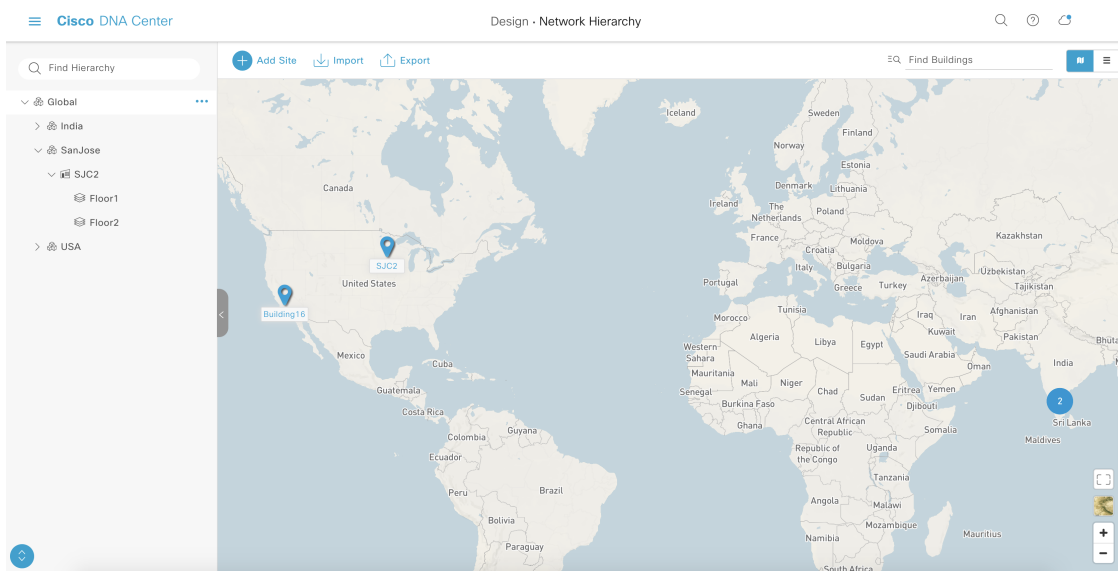 Cisco DNA Center
Design • Network Hierarchy
Find Hierarchy
Add Site
Import
Export
Find Buildings
Global
India
SanJose
SJC2
Floor1
Floor2
USA
Iceland
Sweden
Finland
Norway
Estonia
Canada
Denmark
Lithuania
Ireland
The
Netherlands
Poland
France
Moldova
Kazakhstan
Croatia
SJC2
Italy
Bulgaria
Uzbekistan
United States
Portugal
Greece
Turkey
Azerbaijan
Tajikistan
Building16
Morocco
Tunisia
Iraq
Iran
Afghanistan
Algeria
Libya
Egypt
Kuwait
Pakistan
Western
Sahara
Bhuta
Mexico
Cuba
Saudi Arabia
Oman
India
Mauritania
Guatemala
Senegal
Mali
Niger
Chad
Sudan
Eritrea
Yemen
2
Burkina Faso
Djibouti
Costa Rica
Ghana
Central African
Republic
Somalia
Sri Lanka
Colombia
Guyana
Maldives
Ecuador
Republic of
the Congo
Uganda
Tanzania
Peru
Brazil
Angola
Malawi
Bolivia
Mozambique
Namibia
Mauritius
Paraguay
South Africa